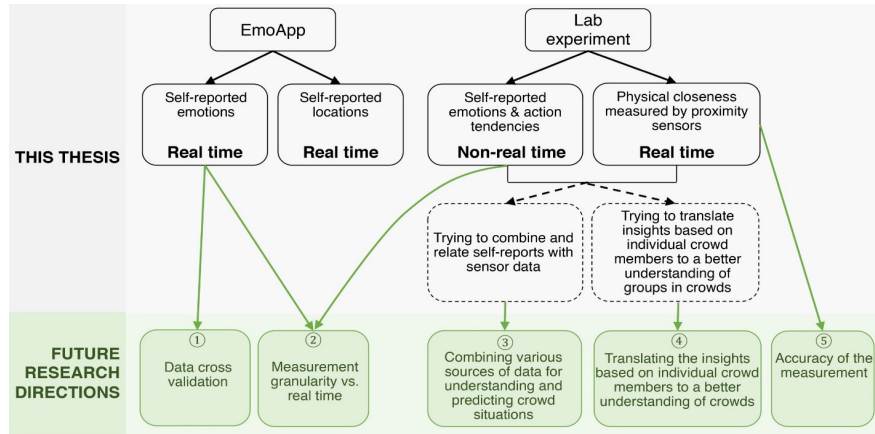 EmoApp
Lab
experiment
THIS THESIS
Self-reported
emotions
Real time
Self-reported
locations
Real time
Self-reported
emotions & action
tendencies
Non-real time
Physical closeness
measured by proximity
sensors
Real time
Trying to combine and
relate self-reports with
sensor data
Trying to translate
insights based on
individual crowd
members to a better
understanding of
groups in crowds
FUTURE
RESEARCH
DIRECTIONS
①
Data cross
validation
②
Measurement
granularity vs.
real time
③
Combining various
sources of data for
understanding and
predicting crowd
situations
④
Translating the insights
based on individual crowd
members to a better
understanding of crowds
⑤
Accuracy of the
measurement